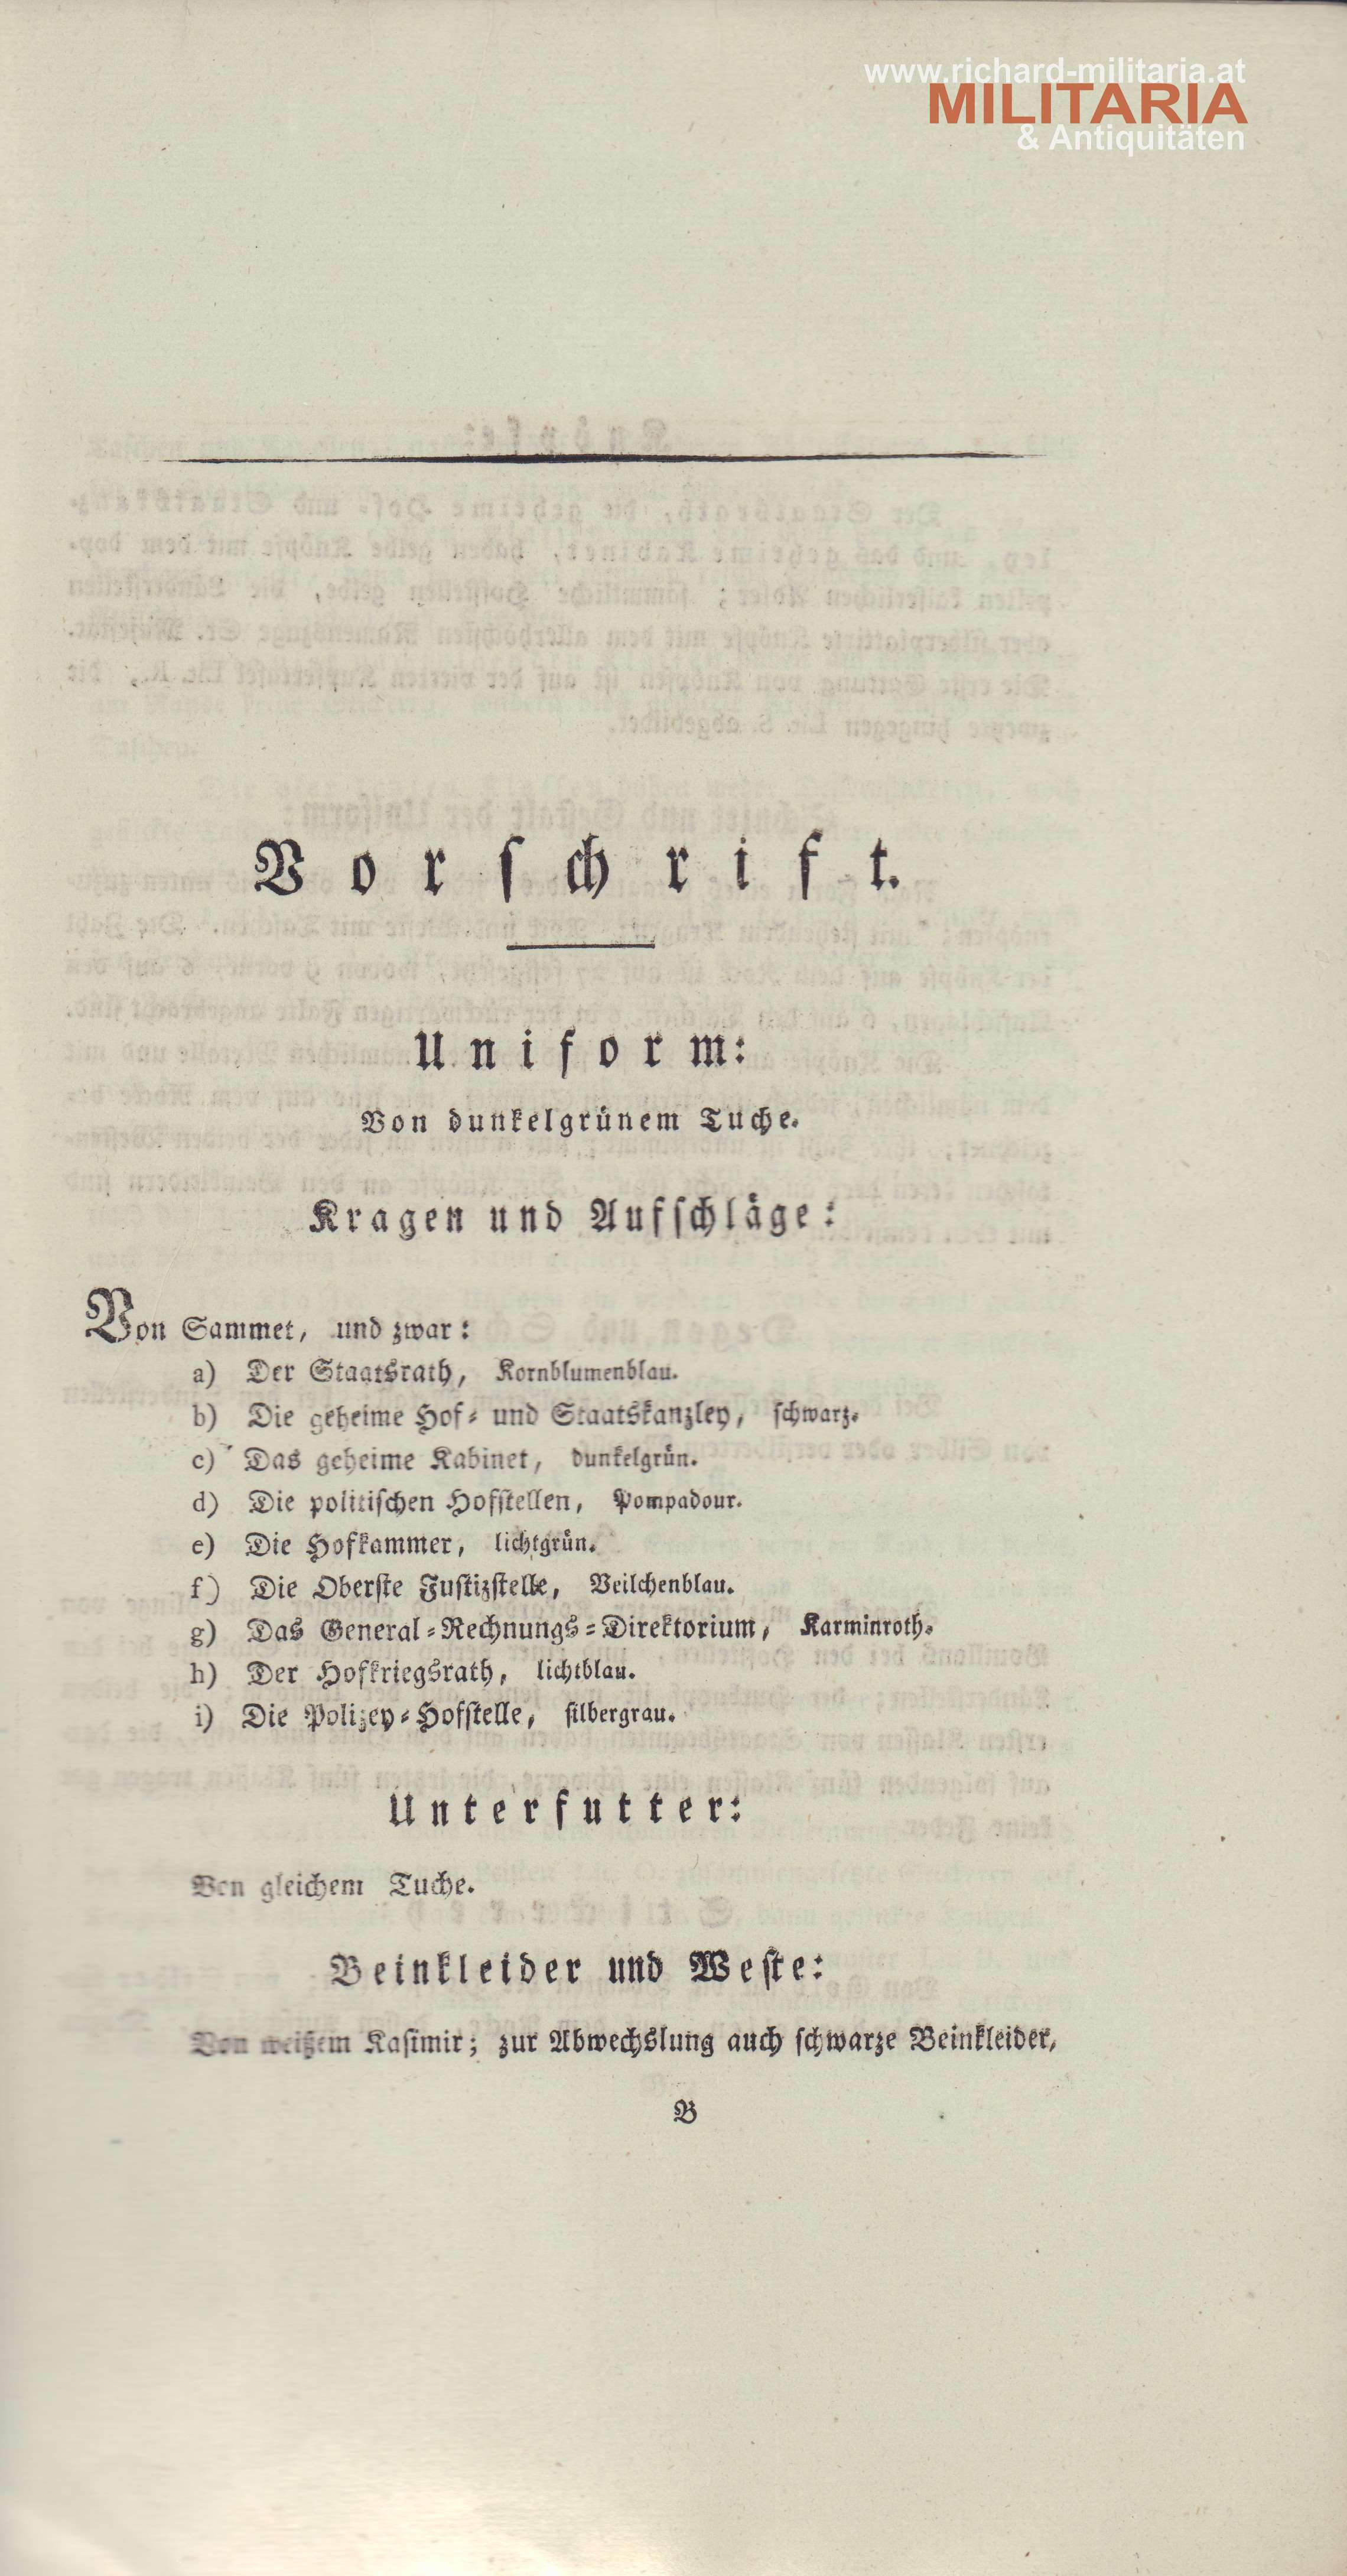 www.richard-militaria.at
MILITARIA
& Antiquitäten
Vorſchrift.
Uniform:
Von dunkelgrünem Tuche.
Kragen und Aufſchläge:
Von Sammet, und zwar:
a) Der Staatsrath, Kornblumenblau.
b) Die geheime Hof- und Staatskanzley, ſchwarz.
c) Das geheime Kabinet, dunkelgrün.
d) Die politiſchen Hofſtellen, Pompadour.
e) Die Hofkammer, lichtgrün.
f) Die Oberſte Juſtizſtelle, Veilchenblau.
g) Das General-Rechnungs-Direktorium, Karminroth.
h) Der Hofkriegsrath, lichtblau.
i) Die Polizey-Hofſtelle, ſilbergrau.
Unterfutter:
Von gleichem Tuche.
Beinkleider und Weſte:
Von weißem Kaſimir; zur Abwechslung auch ſchwarze Beinkleider,
B